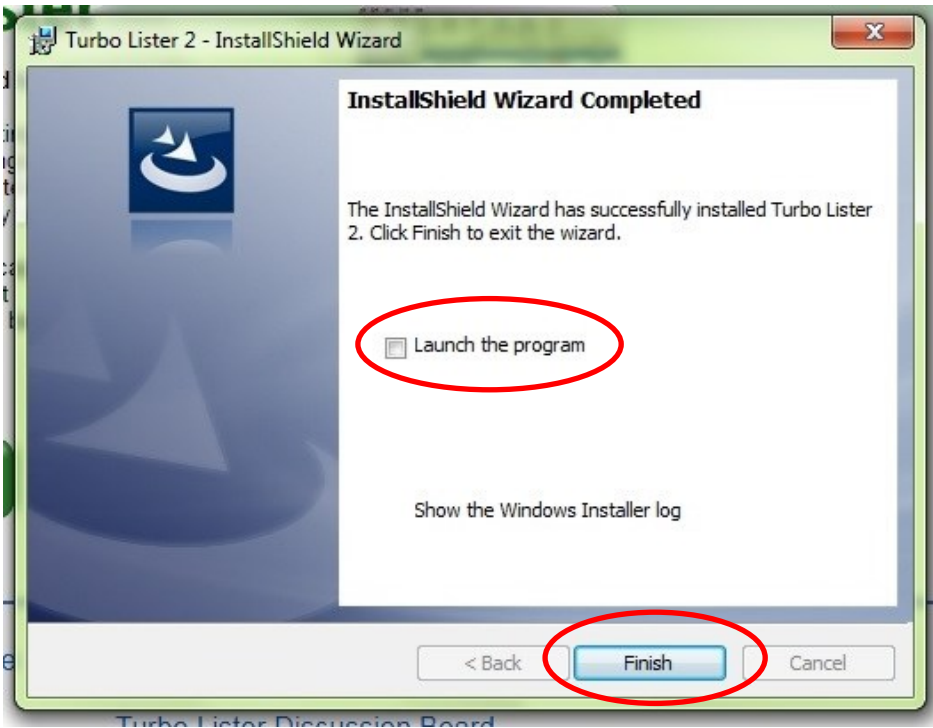 Turbo Lister 2 - InstallShield Wizard
InstallShield Wizard Completed
The InstallShield Wizard has successfully installed Turbo Lister
2. Click Finish to exit the wizard.
Launch the program
Show the Windows Installer log
< Back
Finish
Cancel
Turbo Lister Discussion Board